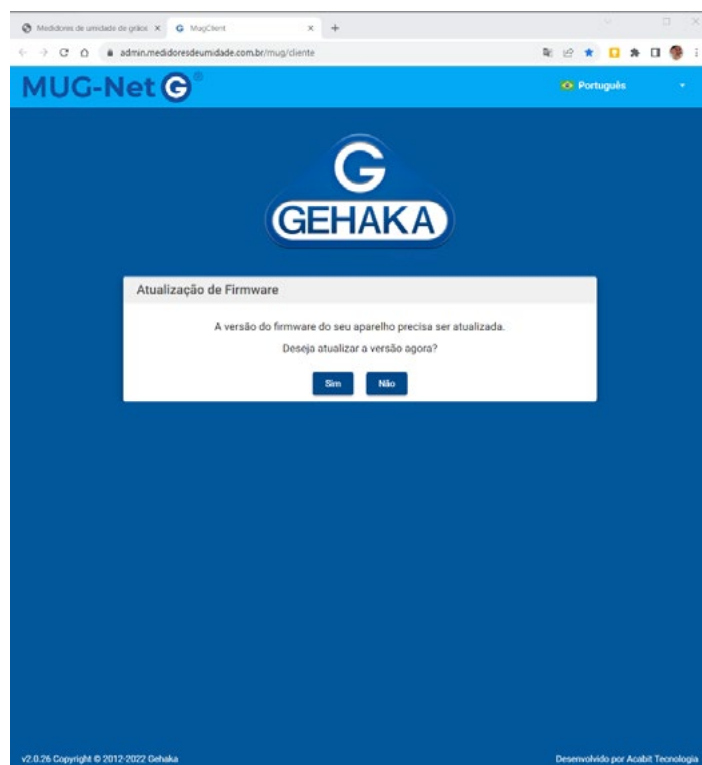 Medidores de umidade de grãos
MugClient
admin.medidoresdeumidade.com.br/mug/cliente
MUG-Net G®
Português
G
GEHAKA
Atualização de Firmware
A versão do firmware do seu aparelho precisa ser atualizada.
Deseja atualizar a versão agora?
Sim Não
v2.0.26 Copyright © 2012-2022 Gehaka
Desenvolvido por Acabit Tecnologia